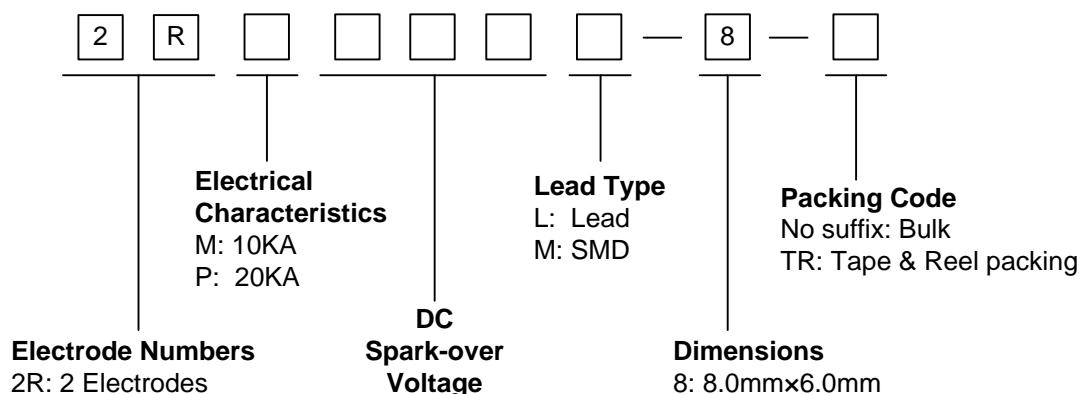 2 R — 8 —
Electrical
Characteristics
M: 10KA
P: 20KA
Lead Type
L: Lead
M: SMD
Packing Code
No suffix: Bulk
TR: Tape & Reel packing
Electrode Numbers
2R: 2 Electrodes
DC
Spark-over
Voltage
Dimensions
8: 8.0mm×6.0mm